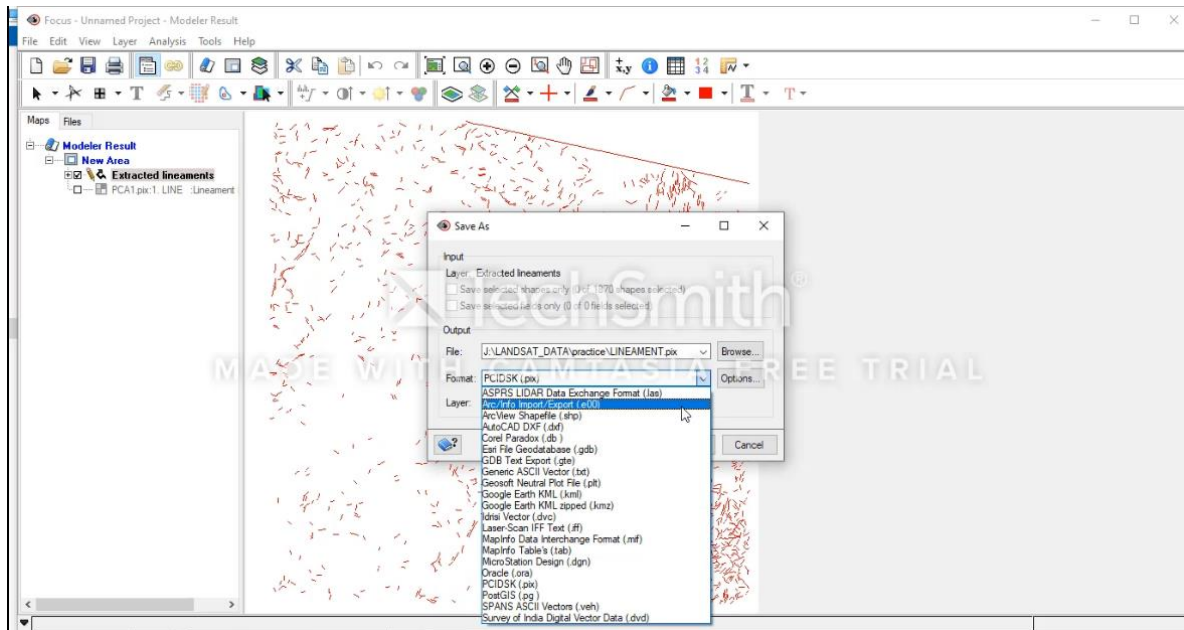 Focus - Unnamed Project - Modeler Result
File Edit View Layer Analysis Tools Help
Maps Files
Modeler Result
New Area
Extracted lineaments
PCA1.pix:1. LINE :Lineament
Save As
Input
Layer: Extracted lineaments
Save selected shapes only (0 of 1870 shapes selected)
Save selected fields only (0 of 0 fields selected)
Output
File: J:\LANDSAT_DATA\practice\LINEAMENT.pix Browse...
Format: PCIDSK (.pix) Options...
Layer:
ASPRS LIDAR Data Exchange Format (.las)
Arc/Info Import/Export (.e00)
ArcView Shapefile (.shp)
AutoCAD DXF (.dxf)
Corel Paradox (.db )
Esri File Geodatabase (.gdb)
GDB Text Export (.gte)
Generic ASCII Vector (.txt)
Geosoft Neutral Plot File (.plt)
Google Earth KML (.kml)
Google Earth KML zipped (.kmz)
Idrisi Vector (.dvc)
Laser-Scan IFF Text (.iff)
MapInfo Data Interchange Format (.mif)
MapInfo Table's (.tab)
MicroStation Design (.dgn)
Oracle (.ora)
PCIDSK (.pix)
PostGIS (.pg )
SPANS ASCII Vectors (.veh)
Survey of India Digital Vector Data (.dvd)
Cancel
TechSmith®
MADE WITH CAMTASIA FREE TRIAL